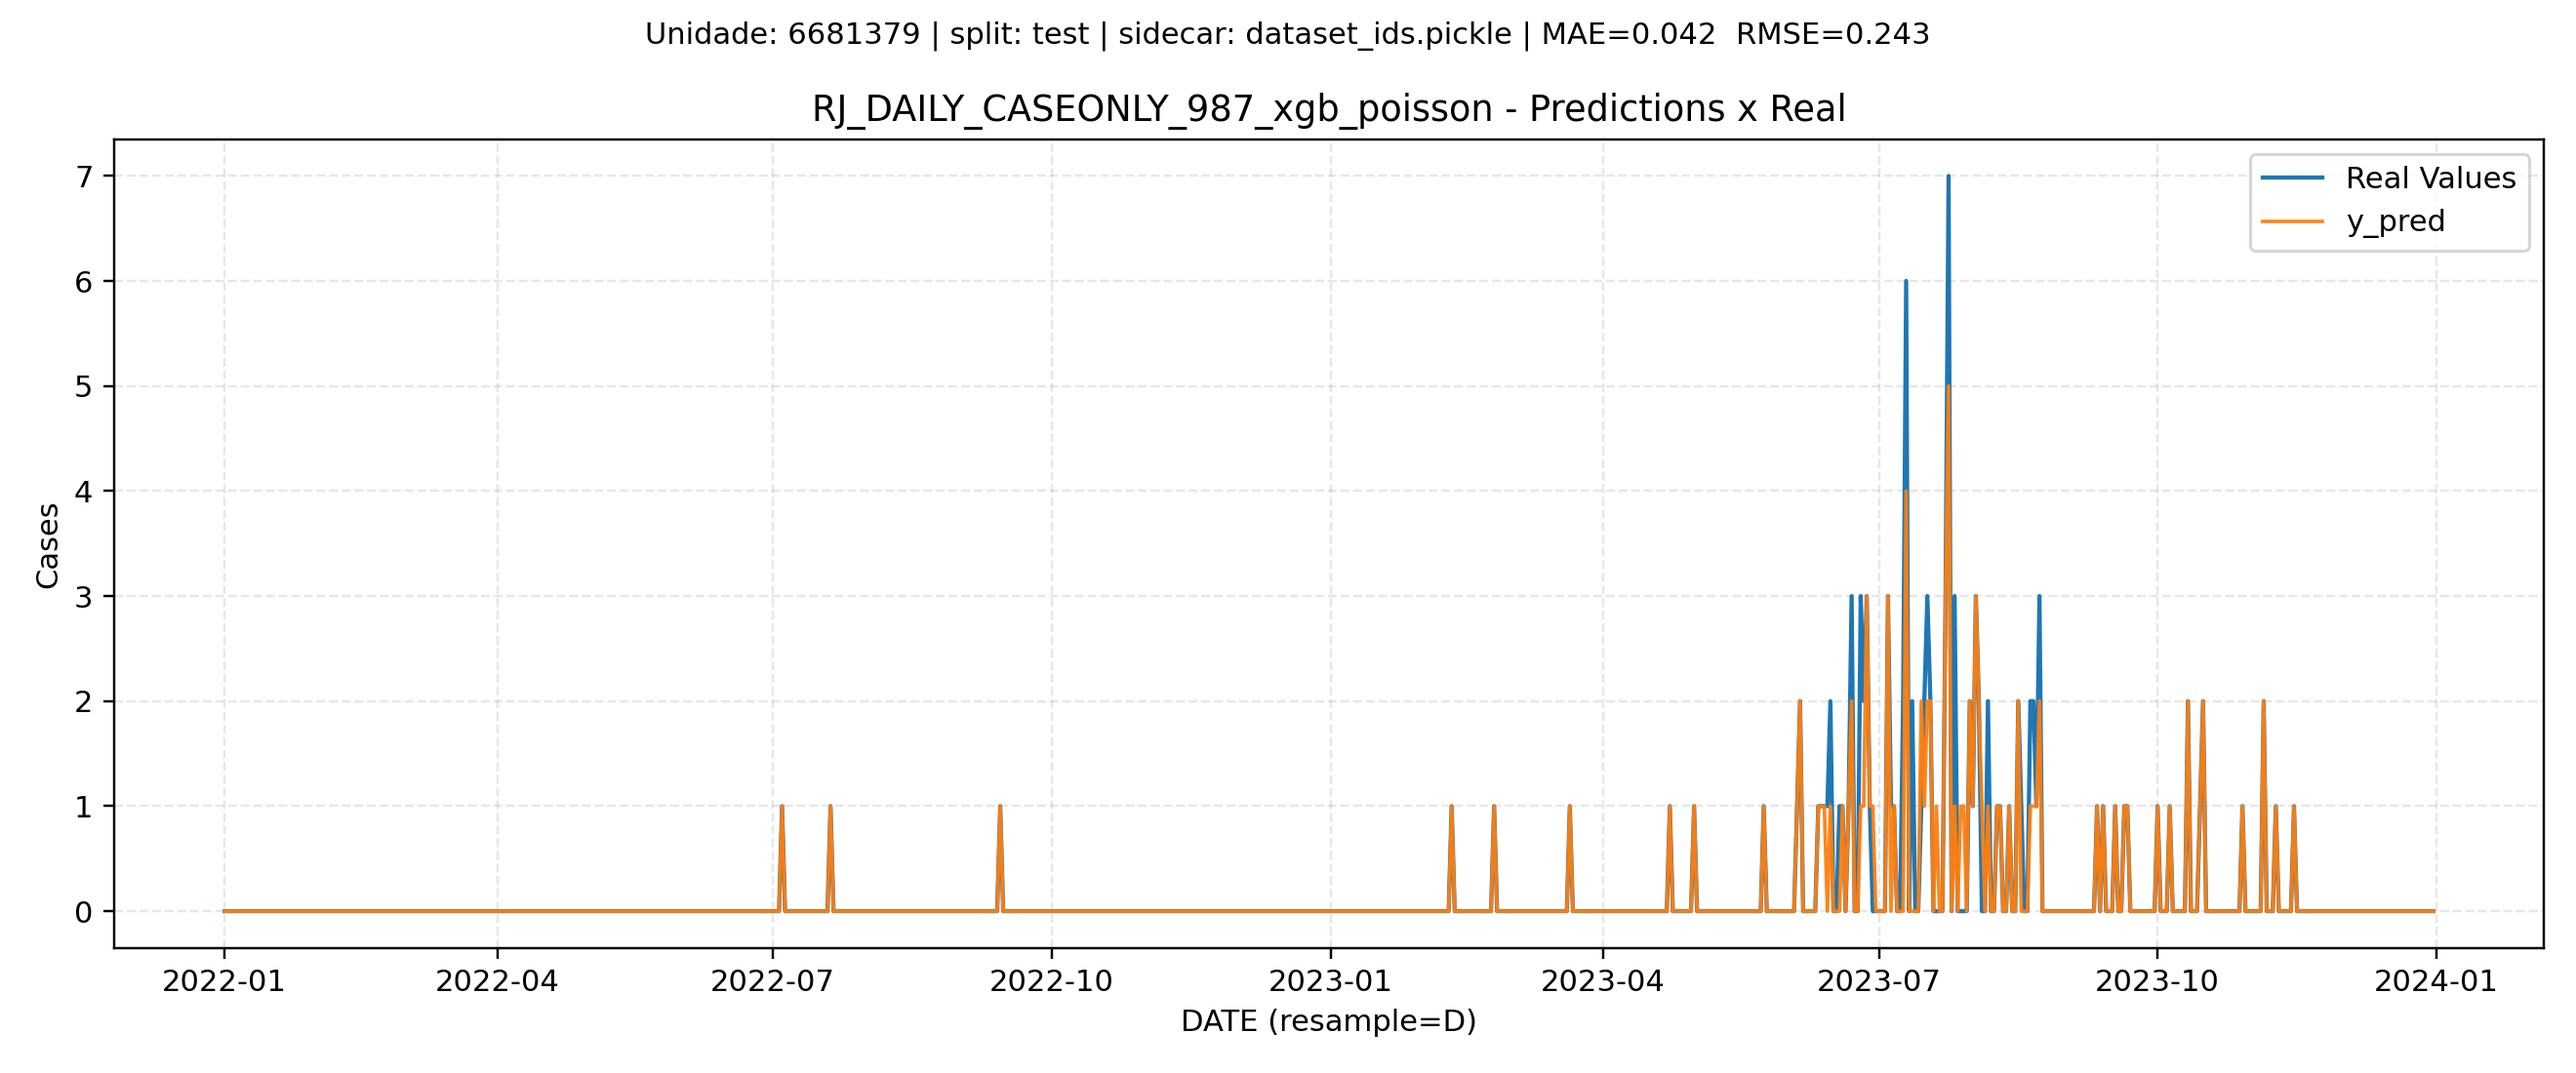 Unidade: 6681379 | split: test | sidecar: dataset_ids.pickle | MAE=0.042  RMSE=0.243
RJ_DAILY_CASEONLY_987_xgb_poisson - Predictions x Real
Real Values
y_pred
7
6
5
4
3
2
1
0
Cases
2022-01
2022-04
2022-07
2022-10
2023-01
2023-04
2023-07
2023-10
2024-01
DATE (resample=D)